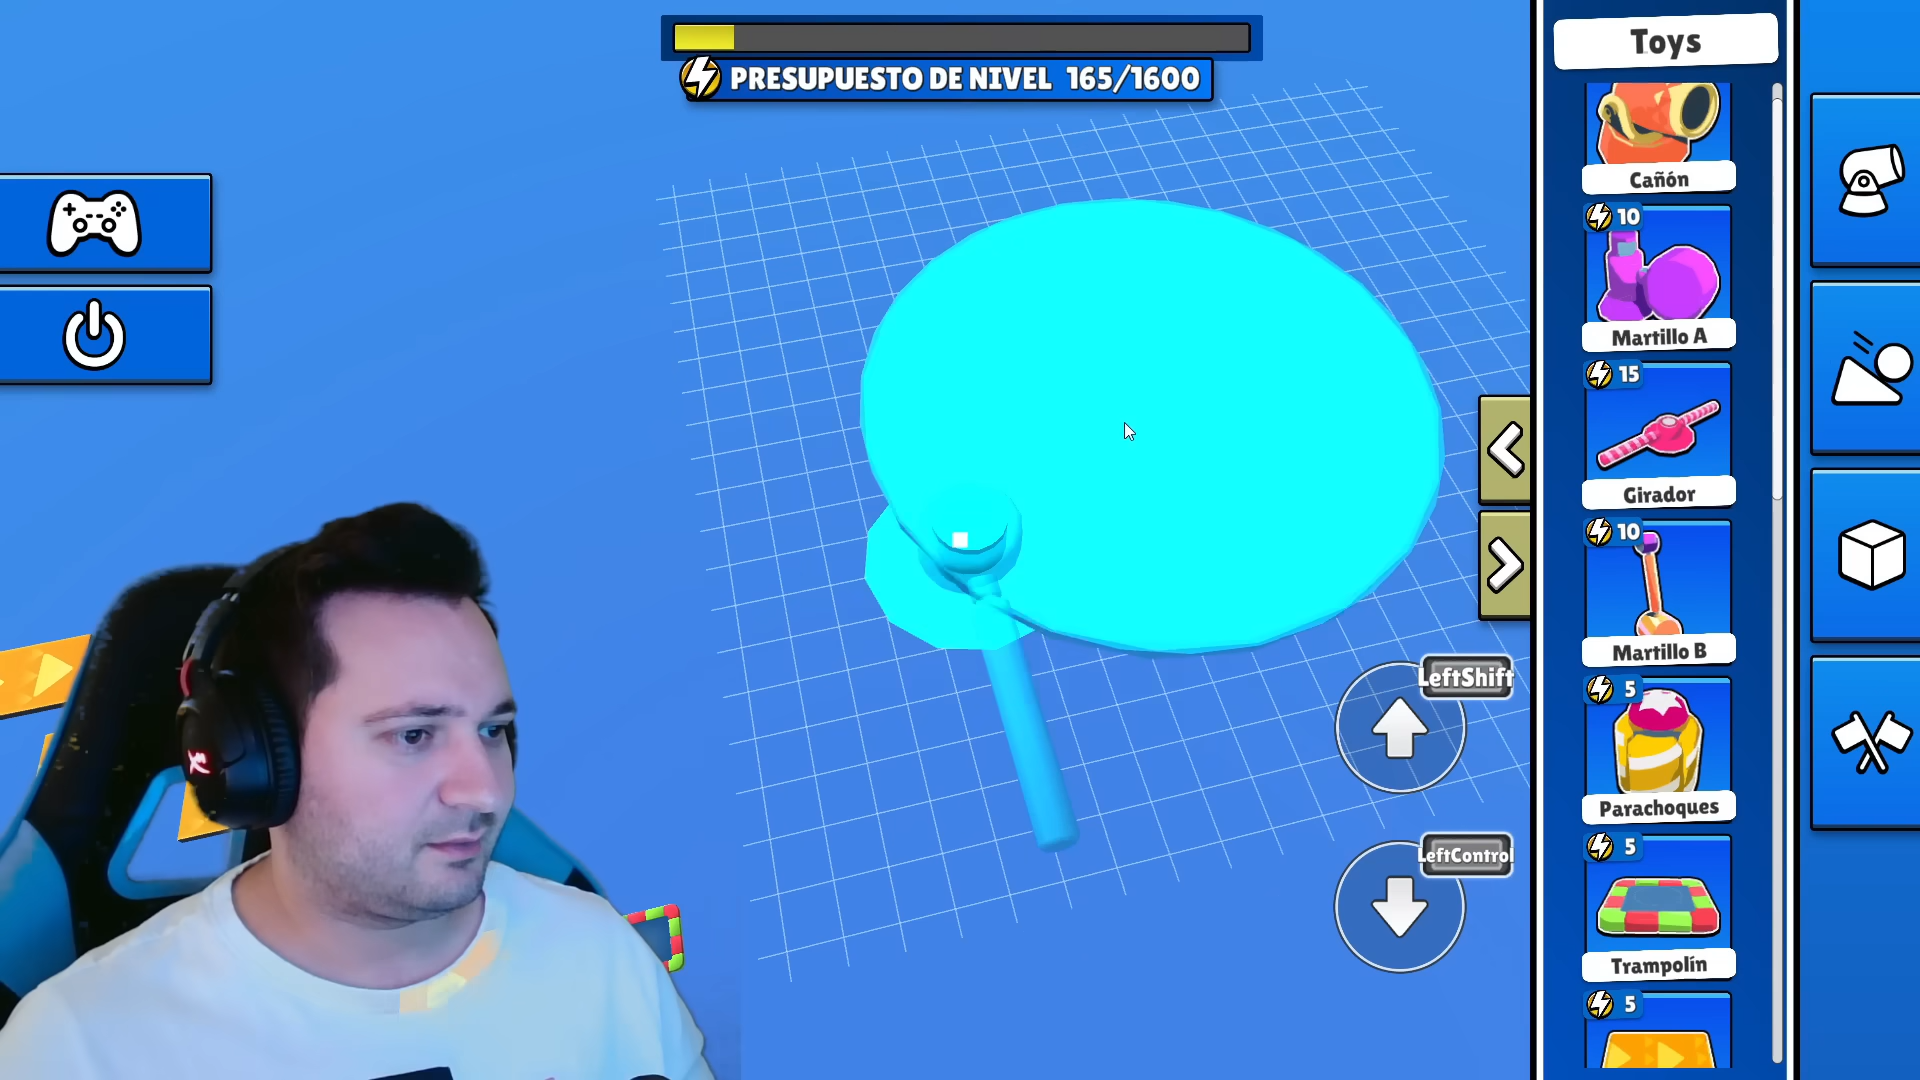 PRESUPUESTO DE NIVEL 165/1600
Toys
Cañón
10
Martillo A
15
Girador
10
Martillo B
5
Parachoques
5
Trampolín
5
LeftShift
LeftControl